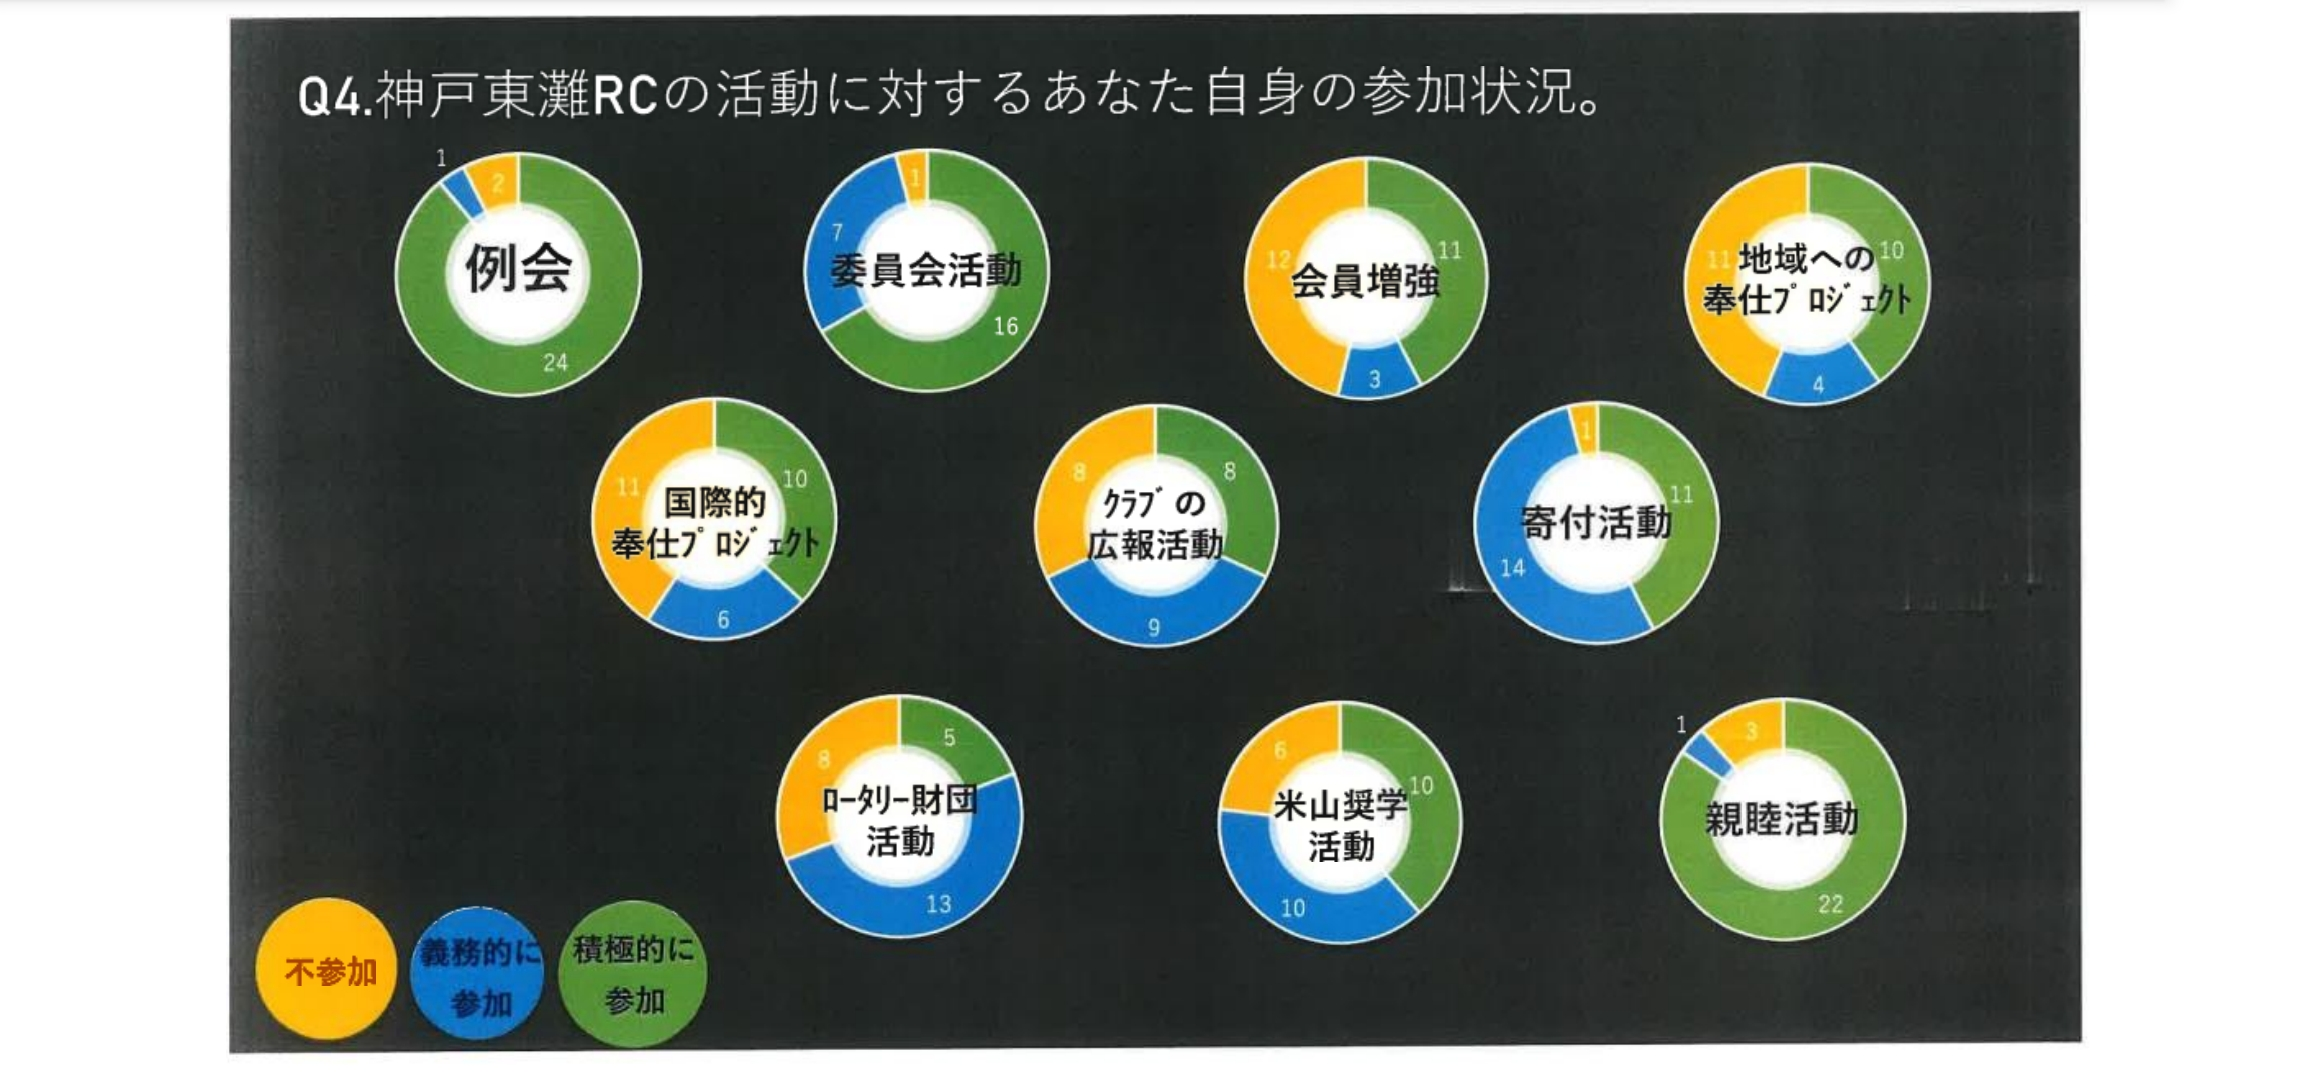 Q4.神戸東灘RCの活動に対するあなた自身の参加状況。
1
2
例会
24
1
7
委員会活動
16
12
11
会員増強
3
11
10
地域への
奉仕ﾌﾟﾛｼﾞｪｸﾄ
4
11
10
国際的
奉仕ﾌﾟﾛｼﾞｪｸﾄ
6
8
8
ｸﾗﾌﾞの
広報活動
9
1
11
寄付活動
14
8
5
ﾛｰﾀﾘｰ財団
活動
13
6
10
米山奨学
活動
10
1
3
親睦活動
22
不参加
義務的に
参加
積極的に
参加